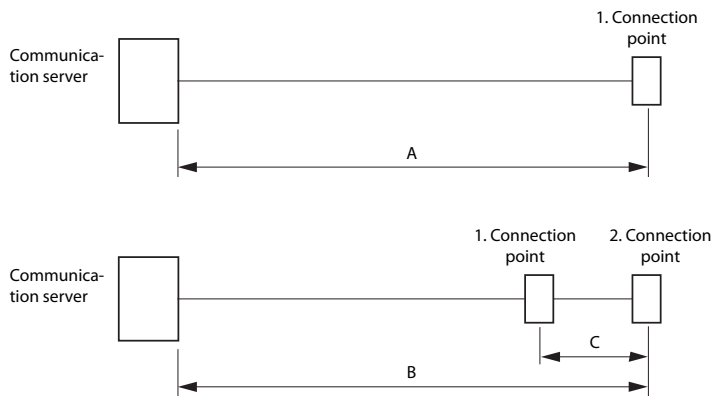 1. Connection
point
Communica-
tion server
A
1. Connection
point
2. Connection
point
Communica-
tion server
C
B